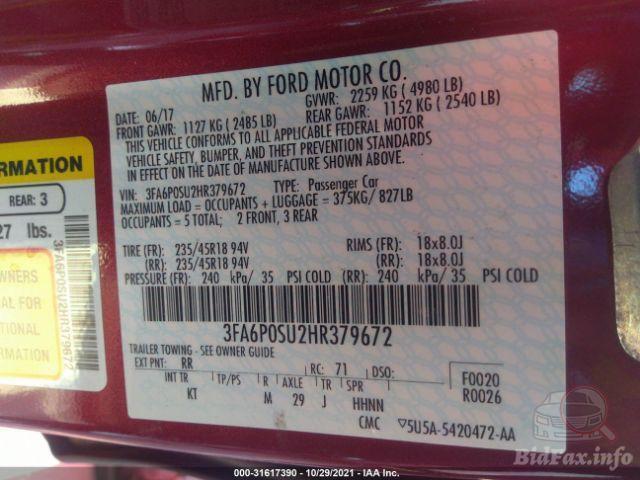 MFD. BY FORD MOTOR CO.
DATE: 06/17 GVWR: 2259 KG ( 4980 LB)
FRONT GAWR: 1127 KG ( 2485 LB) REAR GAWR: 1152 KG ( 2540 LB)
THIS VEHICLE CONFORMS TO ALL APPLICABLE FEDERAL MOTOR
VEHICLE SAFETY, BUMPER, AND THEFT PREVENTION STANDARDS
IN EFFECT ON THE DATE OF MANUFACTURE SHOWN ABOVE.
VIN: 3FA6P0SU2HR379672 TYPE: Passenger Car
MAXIMUM LOAD = OCCUPANTS + LUGGAGE = 375KG/ 827LB
OCCUPANTS = 5 TOTAL; 2 FRONT, 3 REAR
TIRE (FR): 235/45R18 94V RIMS (FR): 18x8.0J
(RR): 235/45R18 94V (RR): 18x8.0J
PRESSURE (FR): 240 kPa/ 35 PSI COLD (RR): 240 kPa/ 35 PSI COLD
3FA6P0SU2HR379672
TRAILER TOWING - SEE OWNER GUIDE
EXT PNT: RR RC: 71 DSO:
INT TR TP/PS R AXLE TR SPR
KT M 29 J HHNN
F0020
R0026
CMC 5U5A-5420472-AA
ORMATION
REAR: 3
27 lbs.
WNERS
AL FOR
TIONAL
RMATION
3FA6P0SU2HR379672
000-31617390 - 10/29/2021 - IAA Inc.
BidFax.info